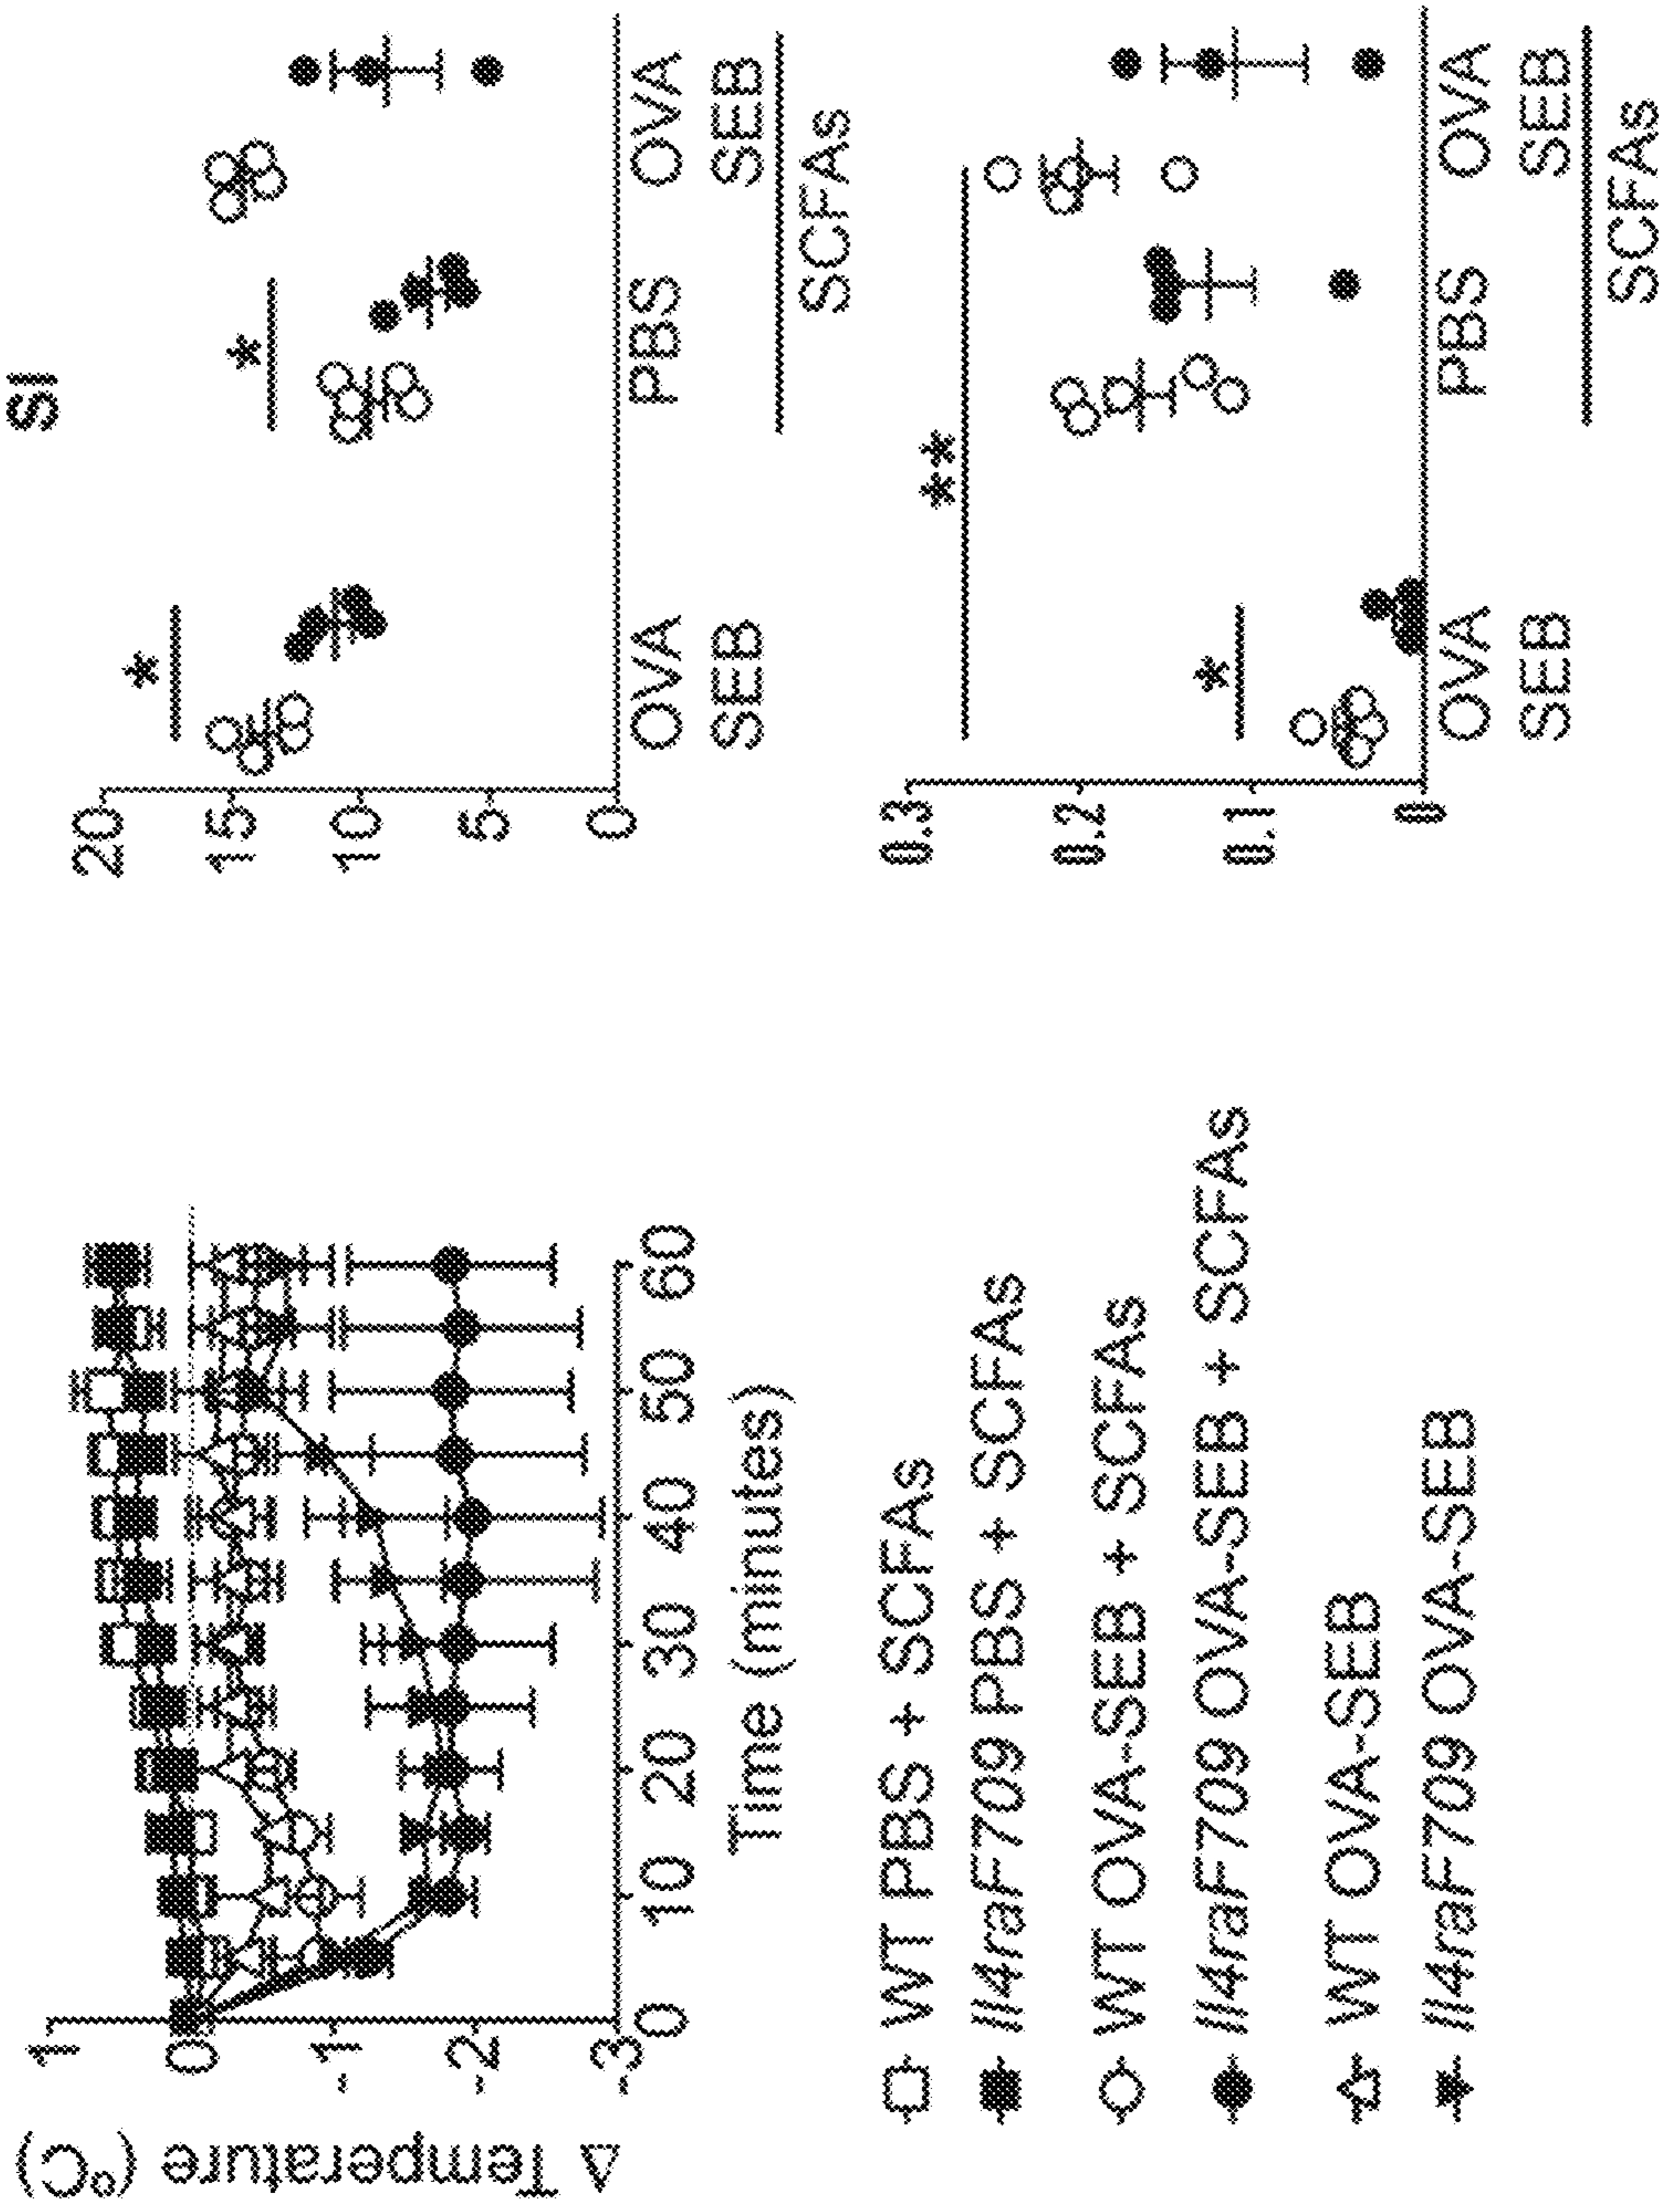 Δ Temperature (ºC)
1
0
-1
-2
-3
0 10 20 30 40 50 60
Time (minutes)
WT PBS + SCFAs
Il4raF709 PBS + SCFAs
WT OVA-SEB + SCFAs
Il4raF709 OVA-SEB + SCFAs
WT OVA-SEB
Il4raF709 OVA-SEB
SI
20
15
10
5
0
*
*
OVA PBS OVA
SEB SEB
SCFAs
0.3
0.2
0.1
0
**
*
OVA PBS OVA
SEB SEB
SCFAs